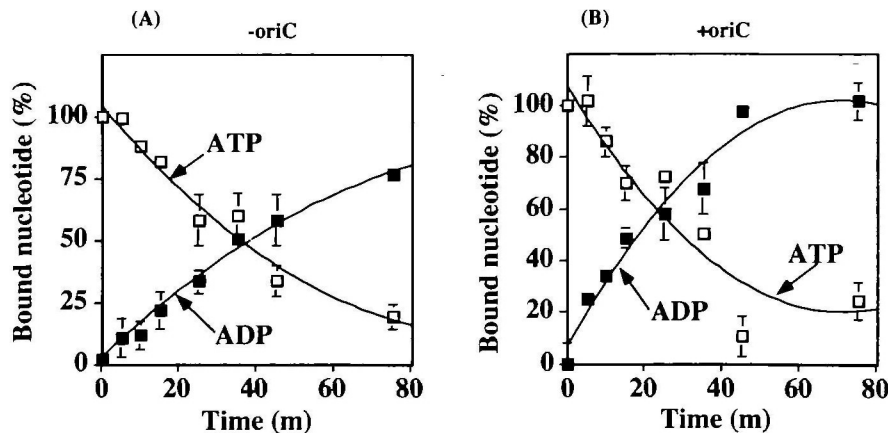 (A)
-oriC
Bound nucleotide (%)
100
75
50
25
0
ATP
ADP
0 20 40 60 80
Time (m)
(B)
+oriC
Bound nucleotide (%)
100
80
60
40
20
0
ATP
ADP
0 20 40 60 80
Time (m)